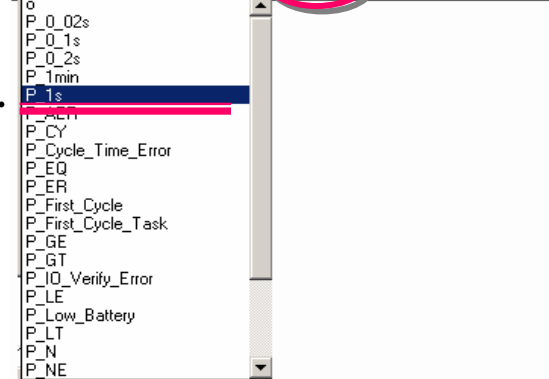 o
P_0_02s
P_0_1s
P_0_2s
P_1min
P_1s
P_AER
P_CY
P_Cycle_Time_Error
P_EQ
P_ER
P_First_Cycle
P_First_Cycle_Task
P_GE
P_GT
P_IO_Verify_Error
P_LE
P_Low_Battery
P_LT
P_N
P_NE